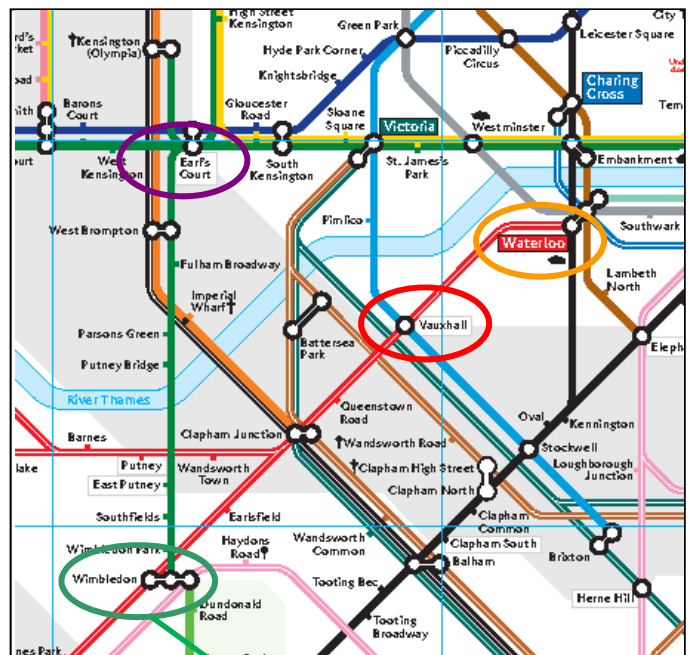 High Street
Kensington
Green Park
Leicester Square
City T
Kensington
(Olympia)
Hyde Park Corner
Piccadilly
Circus
Knightsbridge
Charing
Cross
Barons
Court
Gloucester
Road
Sloane
Square
Victoria
Westminster
Tem
West
Kensington
Earl's
Court
South
Kensington
St. James's
Park
Embankment
West Brompton
Pimlico
Waterloo
Southwark
Fulham Broadway
Lambeth
North
Imperial
Wharf
Parsons Green
Battersea
Park
Vauxhall
Eleph
Putney Bridge
River Thames
Queenstown
Road
Oval
Kennington
Barnes
Clapham Junction
Wandsworth Road
Stockwell
lake
Putney
Wandsworth
Town
Clapham High Street
Clapham North
Loughborough
Junction
East Putney
Southfields
Earlsfield
Clapham
Common
Wandsworth
Common
Clapham South
Wimbledon Park
Haydons
Road
Brixton
Wimbledon
Balham
Tooting Bec
Herne Hill
Dundonald
Road
Tooting
Broadway
nes Park